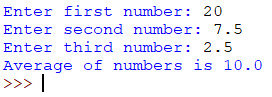 Enter first number: 20
Enter second number: 7.5
Enter third number: 2.5
Average of numbers is 10.0
>>>